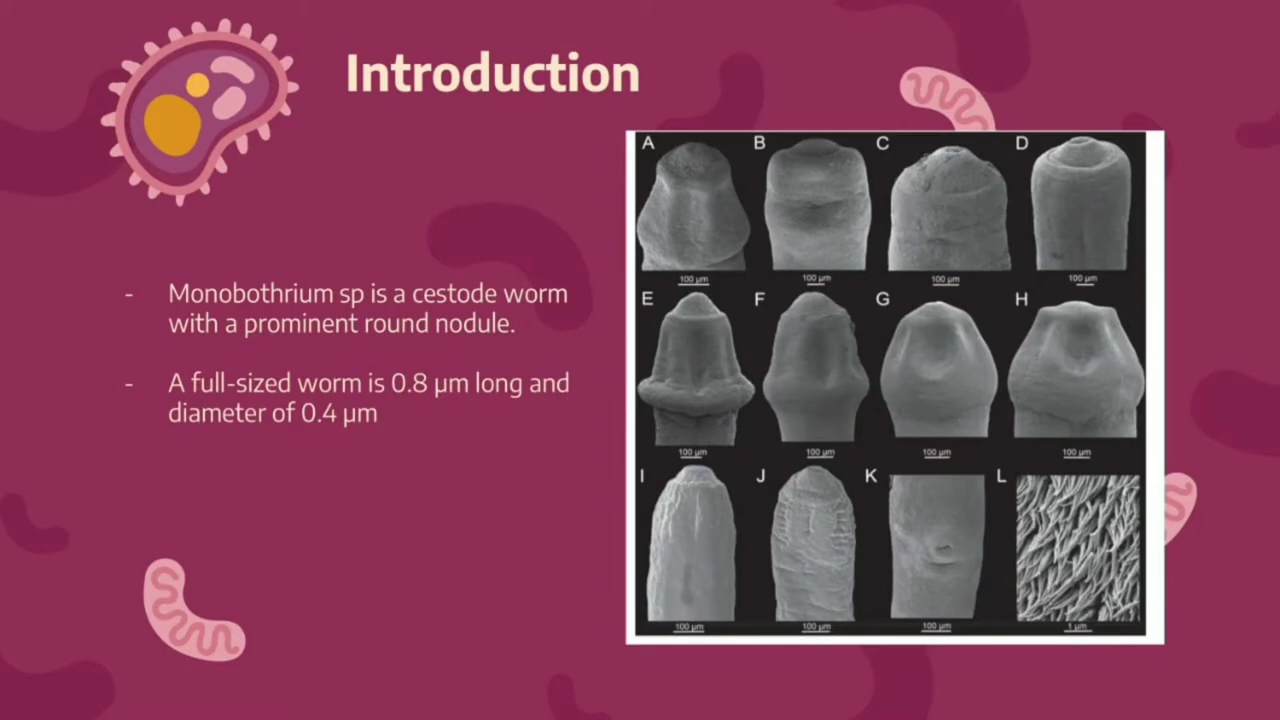 Introduction
- Monobothrium sp is a cestode worm
with a prominent round nodule.
- A full-sized worm is 0.8 µm long and
diameter of 0.4 µm
A B C D
100 µm 100 µm 100 µm 100 µm
E F G H
100 µm 100 µm 100 µm 100 µm
I J K L
100 µm 100 µm 100 µm 1 µm